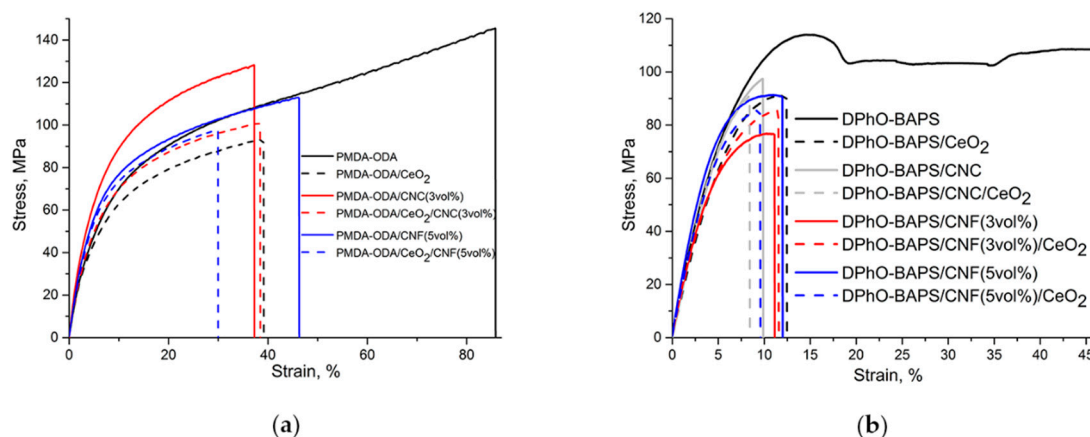 140
120
100
80
60
40
20
0
Stress, MPa
PMDA-ODA
PMDA-ODA/CeO₂
PMDA-ODA/CNC(3vol%)
PMDA-ODA/CeO₂/CNC(3vol%)
PMDA-ODA/CNF(5vol%)
PMDA-ODA/CeO₂/CNF(5vol%)
0 20 40 60 80
Strain, %
(a)
120
100
80
60
40
20
0
Stress, MPa
DPhO-BAPS
DPhO-BAPS/CeO₂
DPhO-BAPS/CNC
DPhO-BAPS/CNC/CeO₂
DPhO-BAPS/CNF(3vol%)
DPhO-BAPS/CNF(3vol%)/CeO₂
DPhO-BAPS/CNF(5vol%)
DPhO-BAPS/CNF(5vol%)/CeO₂
0 5 10 15 20 25 30 35 40 45
Strain, %
(b)